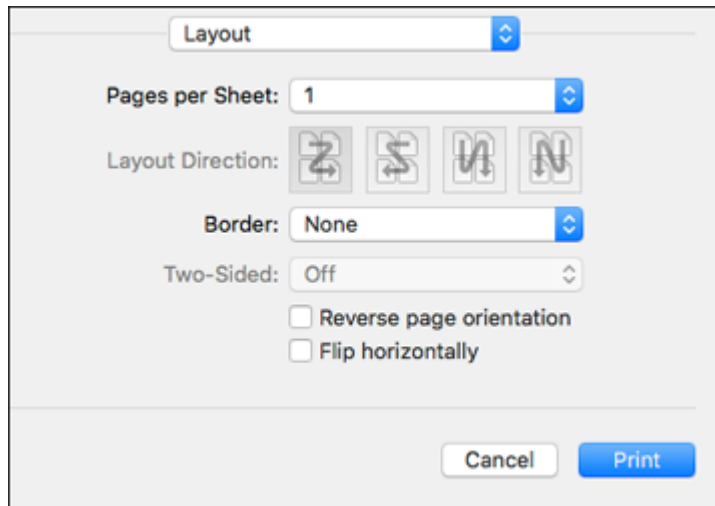 Layout
Pages per Sheet: 1
Layout Direction:
Border: None
Two-Sided: Off
Reverse page orientation
Flip horizontally
Cancel Print